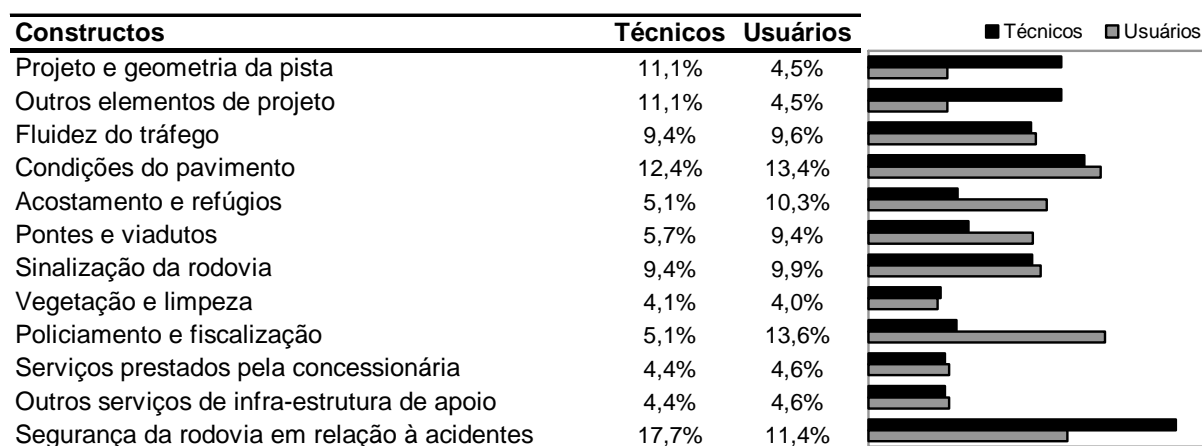 Constructos Técnicos Usuários Técnicos Usuários
Projeto e geometria da pista 11,1% 4,5%
Outros elementos de projeto 11,1% 4,5%
Fluidez do tráfego 9,4% 9,6%
Condições do pavimento 12,4% 13,4%
Acostamento e refúgios 5,1% 10,3%
Pontes e viadutos 5,7% 9,4%
Sinalização da rodovia 9,4% 9,9%
Vegetação e limpeza 4,1% 4,0%
Policiamento e fiscalização 5,1% 13,6%
Serviços prestados pela concessionária 4,4% 4,6%
Outros serviços de infra-estrutura de apoio 4,4% 4,6%
Segurança da rodovia em relação à acidentes 17,7% 11,4%